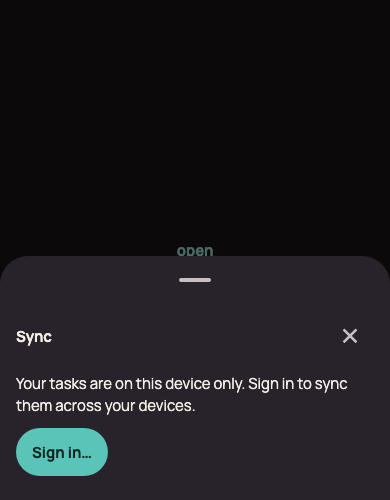 open
Sync
Your tasks are on this device only. Sign in to sync
them across your devices.
Sign in...